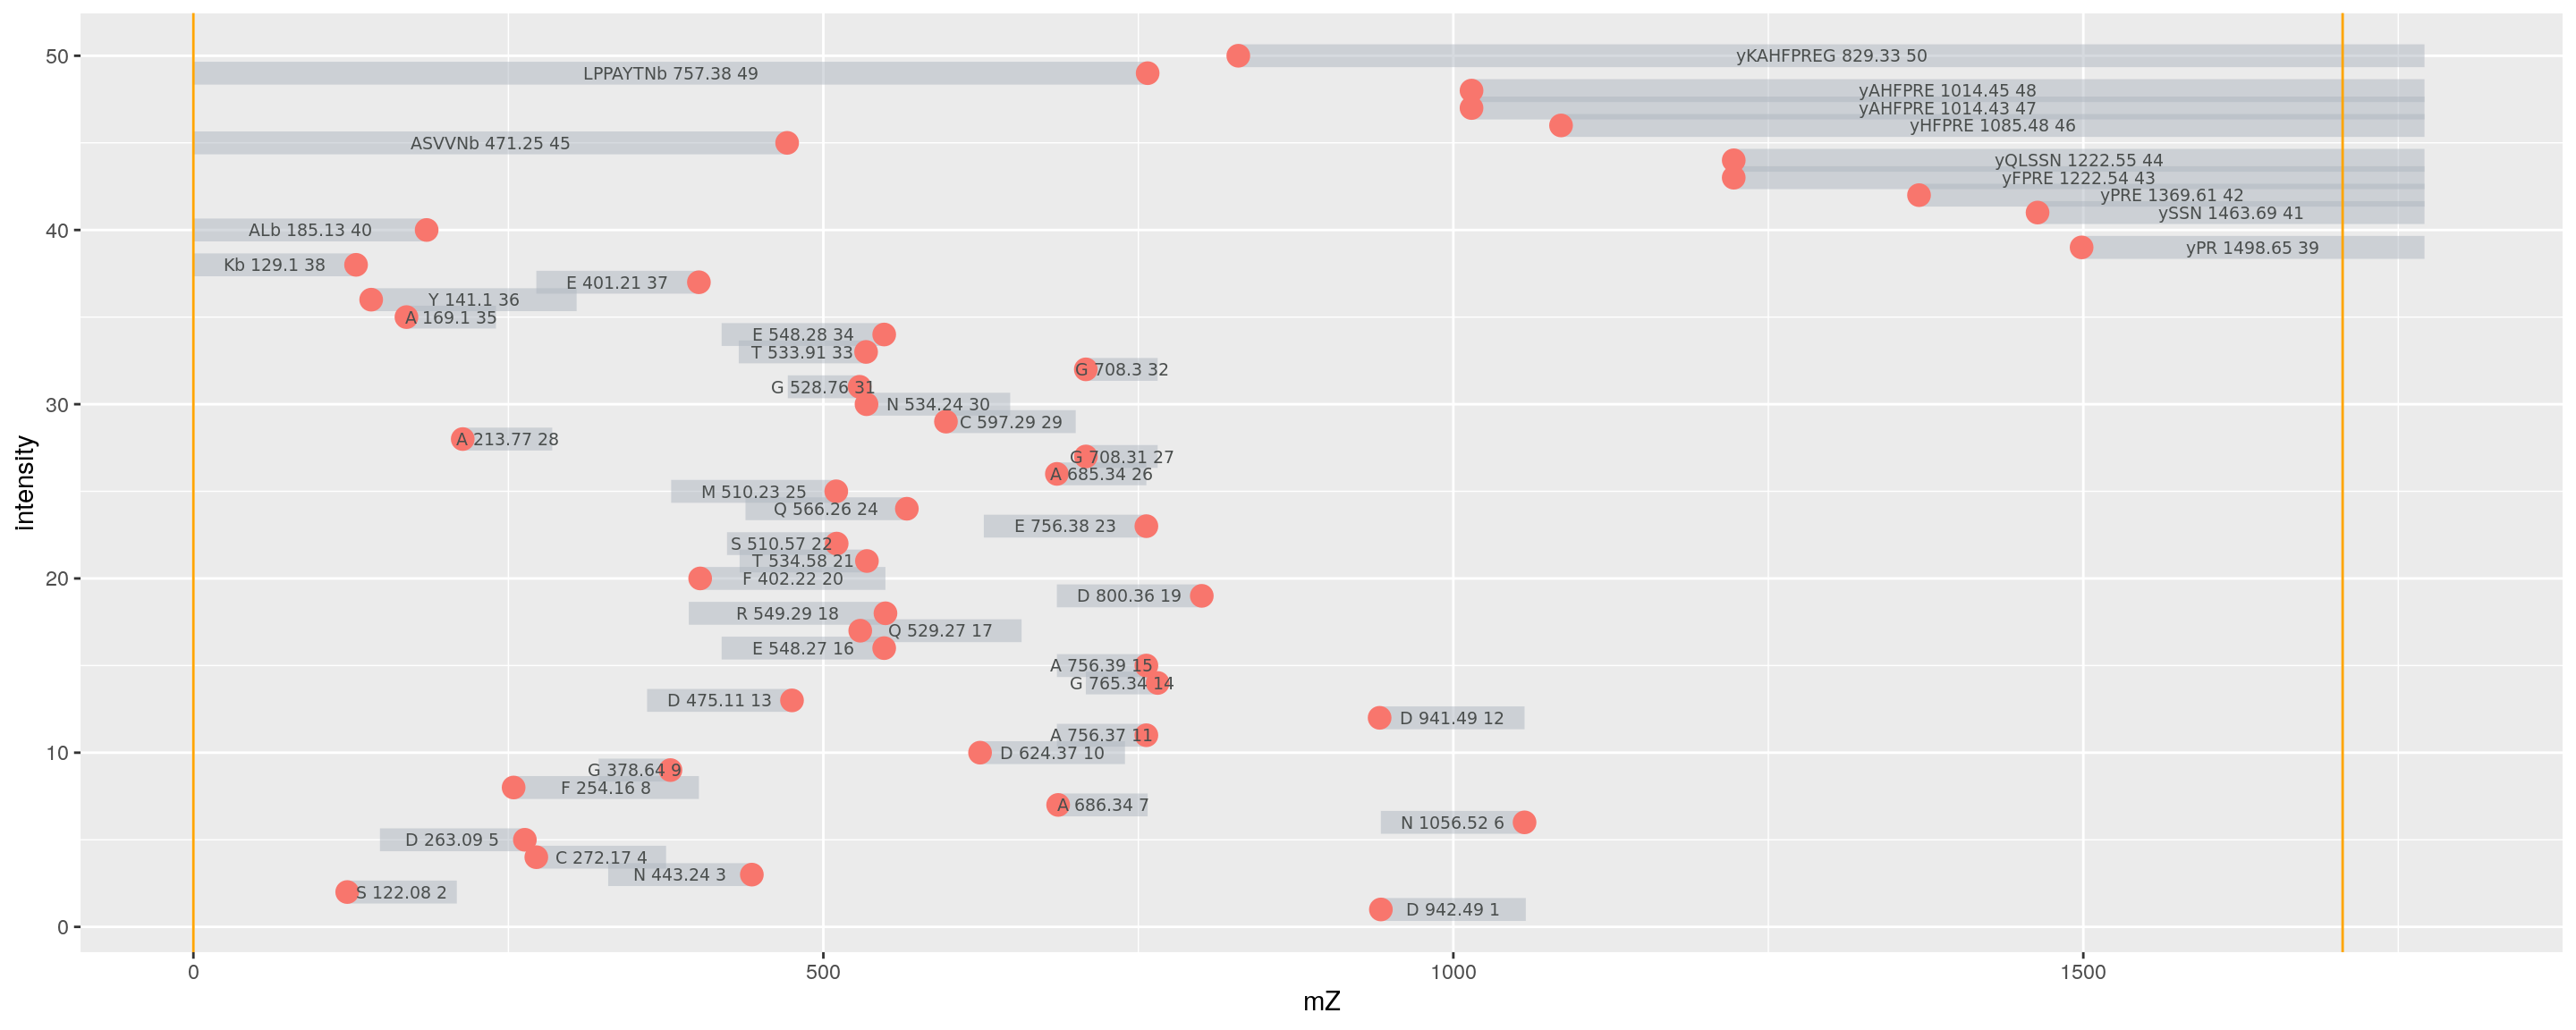 50
yKAHFPREG 829.33 50
LPPAYTNb 757.38 49
yAHFPRE 1014.45 48
yAHFPRE 1014.43 47
yHFPRE 1085.48 46
ASVVNb 471.25 45
yQLSSN 1222.55 44
yFPRE 1222.54 43
yPRE 1369.61 42
ySSN 1463.69 41
40
ALb 185.13 40
yPR 1498.65 39
Kb 129.1 38
E 401.21 37
Y 141.1 36
A 169.1 35
E 548.28 34
T 533.91 33
G 708.3 32
G 528.76 31
30
N 534.24 30
C 597.29 29
A 213.77 28
G 708.31 27
A 685.34 26
M 510.23 25
Q 566.26 24
E 756.38 23
S 510.57 22
T 534.58 21
20
F 402.22 20
D 800.36 19
R 549.29 18
Q 529.27 17
E 548.27 16
A 756.39 15
G 765.34 14
D 475.11 13
D 941.49 12
A 756.37 11
10
D 624.37 10
G 378.64 9
F 254.16 8
A 686.34 7
N 1056.52 6
D 263.09 5
C 272.17 4
N 443.24 3
S 122.08 2
D 942.49 1
0
intensity
0 500 1000 1500
mZ